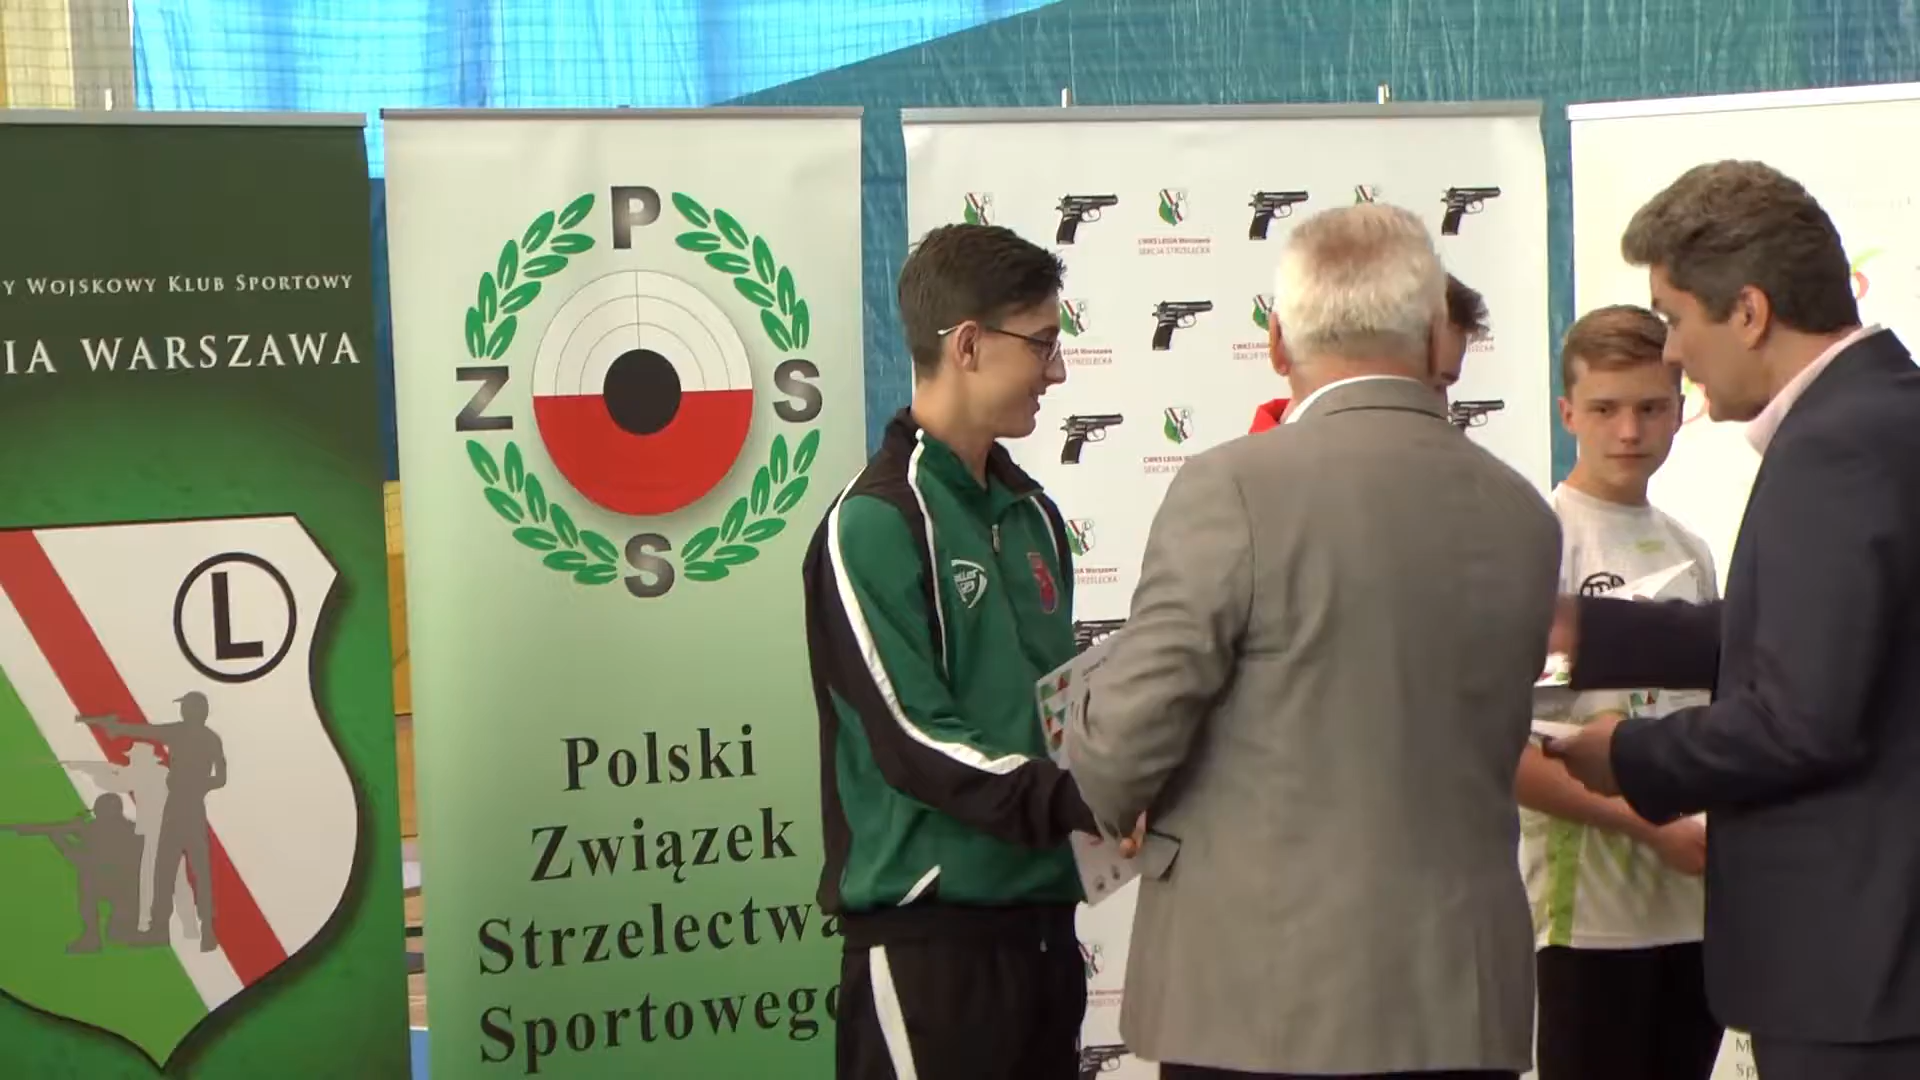 Y WOJSKOWY KLUB SPORTOWY
IA WARSZAWA
L
P
Z
S
S
Polski
Związek
Strzelectwa
Sportowego
CWKS LEGIA Warszawa
SEKCJA STRZELECKA